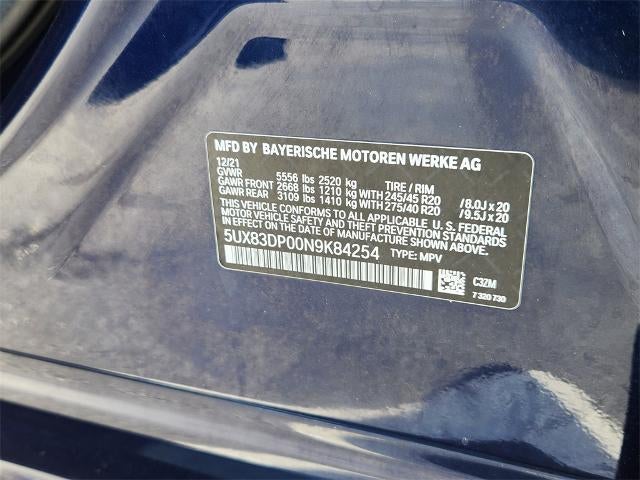 MFD BY BAYERISCHE MOTOREN WERKE AG
12/21
GVWR 5556 lbs 2520 kg TIRE / RIM
GAWR FRONT 2668 lbs 1210 kg WITH 245/45 R20 /8.0J x 20
GAWR REAR 3109 lbs 1410 kg WITH 275/40 R20 /9.5J x 20
THIS VEHICLE CONFORMS TO ALL APPLICABLE U.S. FEDERAL
MOTOR VEHICLE SAFETY AND THEFT PREVENTION STANDARDS
IN EFFECT ON THE DATE OF MANUFACTURE SHOWN ABOVE.
5UX83DP00N9K84254 TYPE: MPV
C3ZM
7 320 730